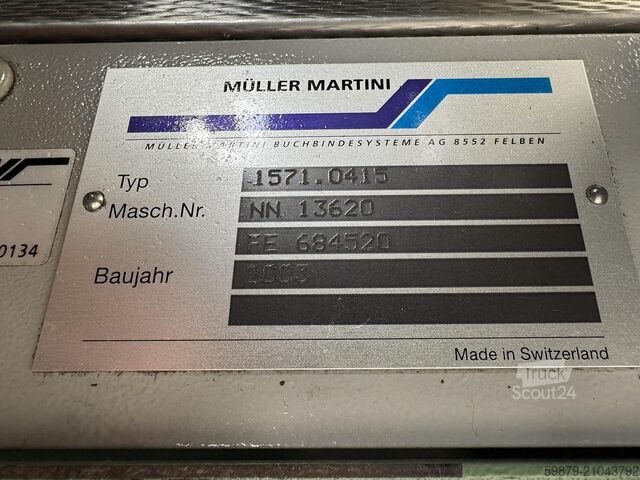 MÜLLER MARTINI
MÜLLER MARTINI BUCHBINDESYSTEME AG 8552 FELBEN
Typ 1571.0415
Masch.Nr. NN 13620
FE 684520
Baujahr 2003
Made in Switzerland
0134
Truck
Scout24
59879-21043792